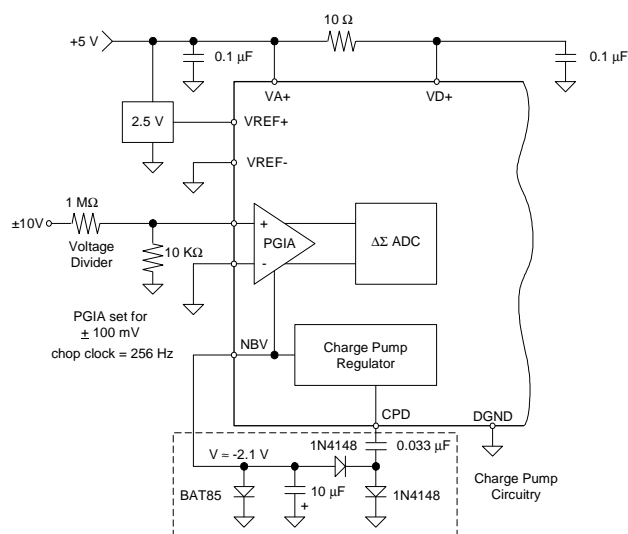 10 Ω
+5 V
0.1 µF
0.1 µF
VA+
VD+
2.5 V
VREF+
VREF-
1 MΩ
±10V
+
PGIA
-
ΔΣ ADC
Voltage
Divider
10 KΩ
PGIA set for
± 100 mV
chop clock = 256 Hz
NBV
Charge Pump
Regulator
CPD
DGND
1N4148
0.033 µF
V = -2.1 V
BAT85
10 µF
+
1N4148
Charge Pump
Circuitry